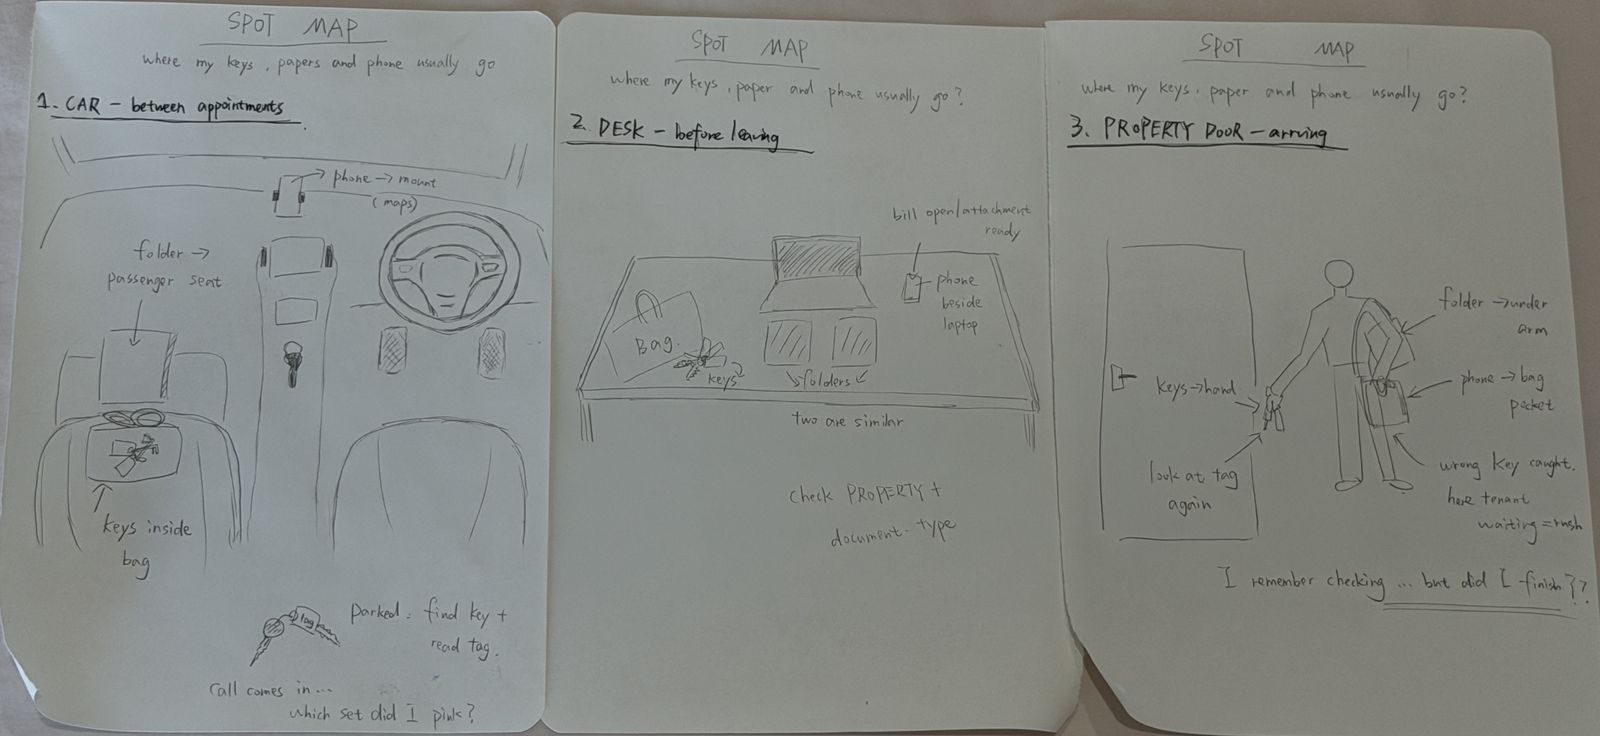 SPOT MAP
where my keys, papers and phone usually go
1. CAR - between appointments
phone → mount
(maps)
folder →
passenger seat
keys inside
bag
tag
parked: find key +
read tag.
call comes in...
which set did I pink?
SPOT MAP
where my keys, paper and phone usually go?
2. DESK - before leaving
bill open/attachment
ready
phone
beside
laptop
Bag.
keys
folders
two are similar
check PROPERTY +
document. type
SPOT MAP
where my keys, paper and phone usually go?
3. PROPERTY DOOR - arrving
folder → under
arm
keys → hand
phone → bag
pocket
look at tag
again
wrong key caught.
here tenant
waiting = rush
I remember checking ... but did I finish??